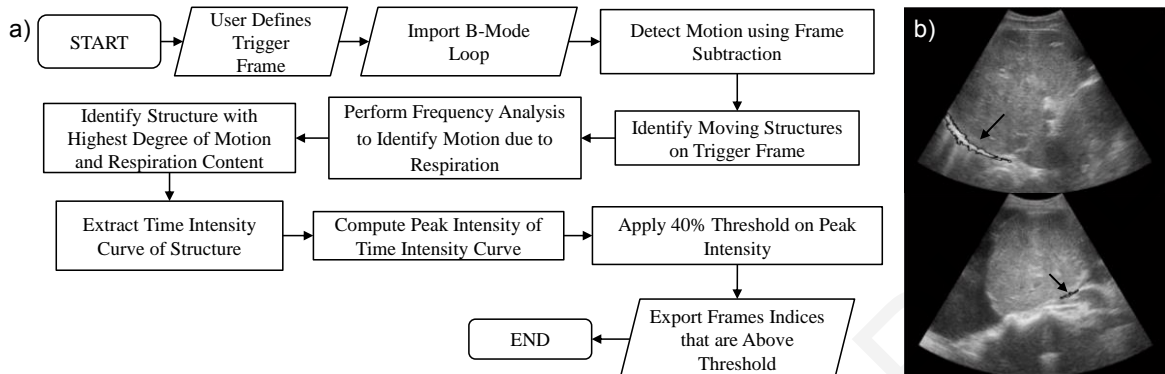 a)
START
User Defines
Trigger
Frame
Import B-Mode
Loop
Detect Motion using Frame
Subtraction
Identify Moving Structures
on Trigger Frame
Perform Frequency Analysis
to Identify Motion due to
Respiration
Identify Structure with
Highest Degree of Motion
and Respiration Content
Extract Time Intensity
Curve of Structure
Compute Peak Intensity of
Time Intensity Curve
Apply 40% Threshold on Peak
Intensity
Export Frames Indices
that are Above
Threshold
END
b)